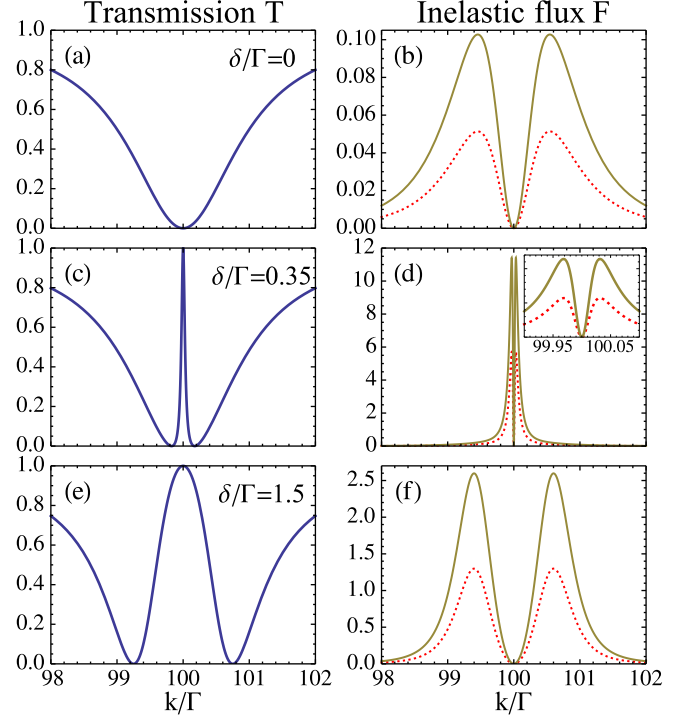 Transmission T
Inelastic flux F
1.0
0.8
0.6
0.4
0.2
0.0
(a)
δ/Γ=0
0.10
0.08
0.06
0.04
0.02
0.00
(b)
1.0
0.8
0.6
0.4
0.2
0.0
(c)
δ/Γ=0.35
12
10
8
6
4
2
0
(d)
99.95 100.05
1.0
0.8
0.6
0.4
0.2
0.0
(e)
δ/Γ=1.5
98 99 100 101 102
k/Γ
2.5
2.0
1.5
1.0
0.5
0.0
(f)
98 99 100 101 102
k/Γ